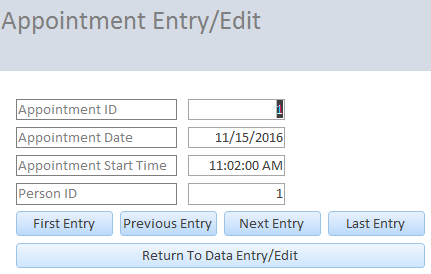 Appointment Entry/Edit
Appointment ID 1
Appointment Date 11/15/2016
Appointment Start Time 11:02:00 AM
Person ID 1
First Entry Previous Entry Next Entry Last Entry
Return To Data Entry/Edit